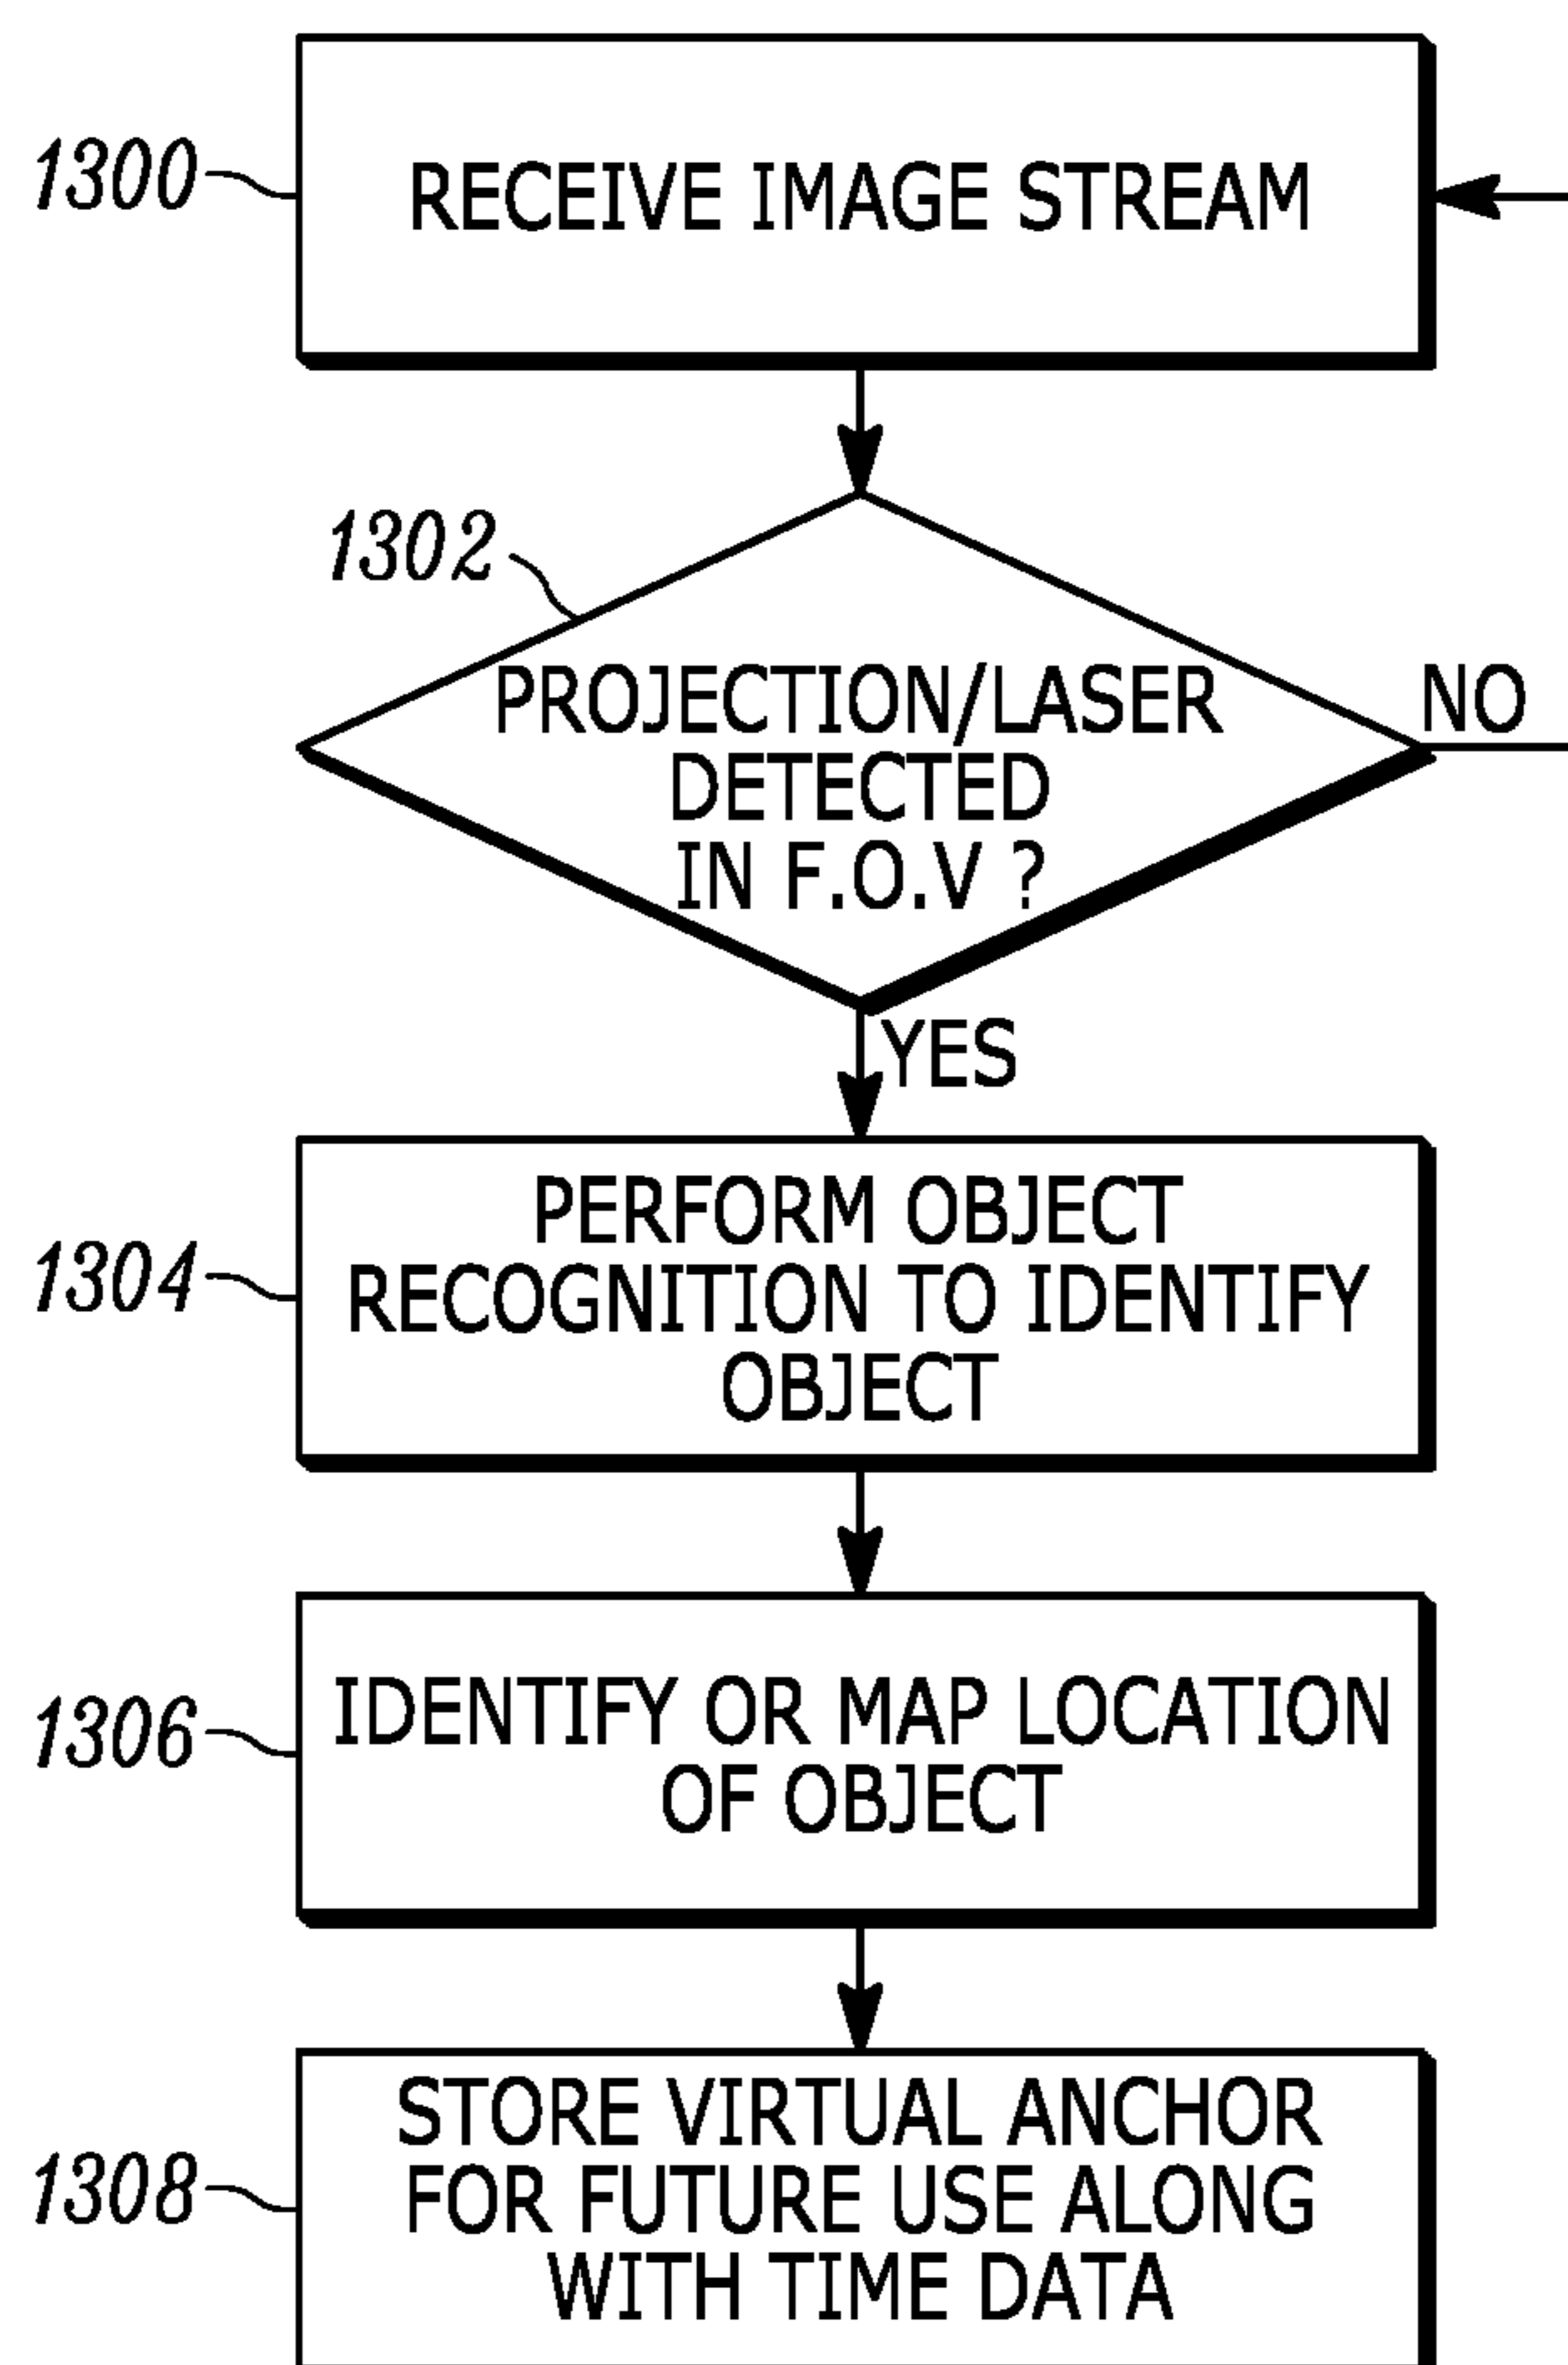 1300
RECEIVE IMAGE STREAM
1302
PROJECTION/LASER
DETECTED
IN F.O.V ?
NO
YES
1304
PERFORM OBJECT
RECOGNITION TO IDENTIFY
OBJECT
1306
IDENTIFY OR MAP LOCATION
OF OBJECT
1308
STORE VIRTUAL ANCHOR
FOR FUTURE USE ALONG
WITH TIME DATA